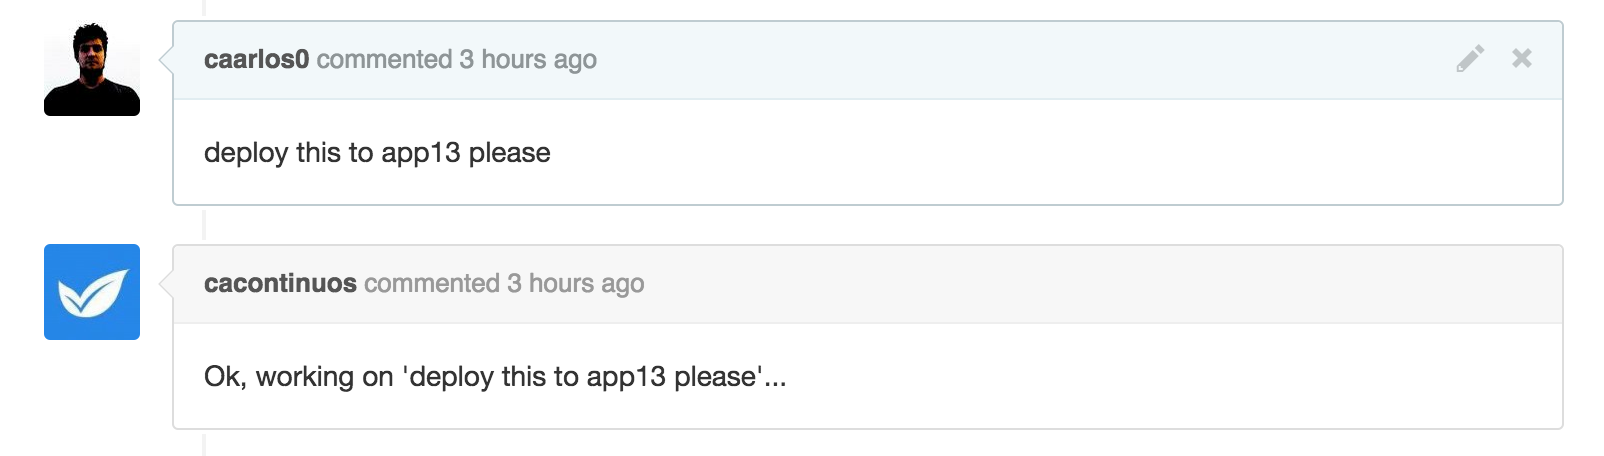 caarlos0 commented 3 hours ago
deploy this to app13 please
cacontinuos commented 3 hours ago
Ok, working on 'deploy this to app13 please'...